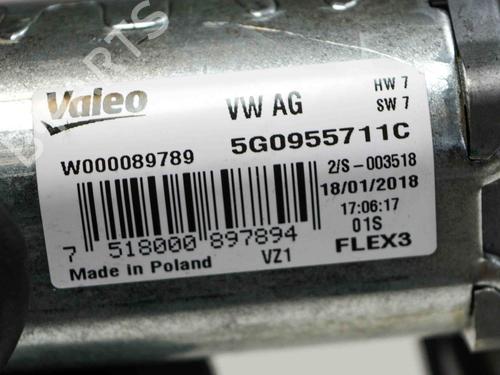 Valeo
VW AG
HW 7
SW 7
W000089789
5G0955711C
2/S-003518
18/01/2018
17:06:17
01S
FLEX3
7 518000 897894
Made in Poland
VZ1